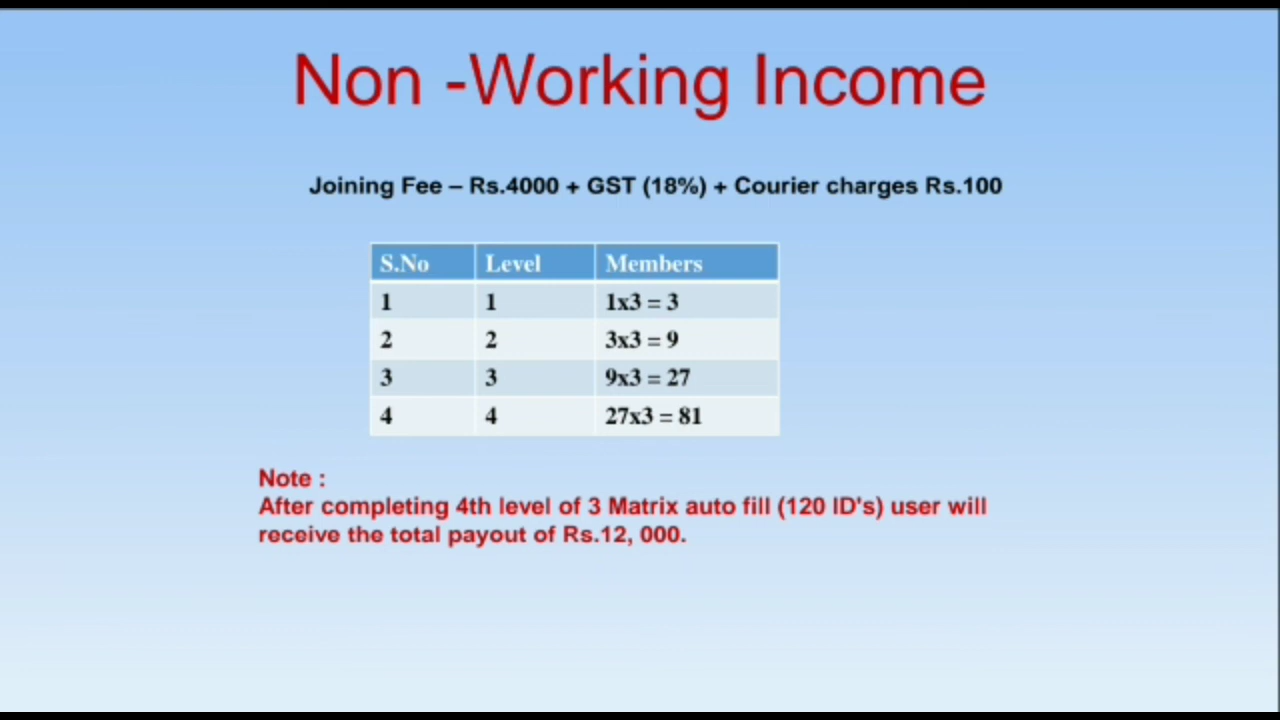 Non -Working Income
Joining Fee – Rs.4000 + GST (18%) + Courier charges Rs.100
S.No Level Members
1 1 1x3 = 3
2 2 3x3 = 9
3 3 9x3 = 27
4 4 27x3 = 81
Note :
After completing 4th level of 3 Matrix auto fill (120 ID's) user will
receive the total payout of Rs.12, 000.